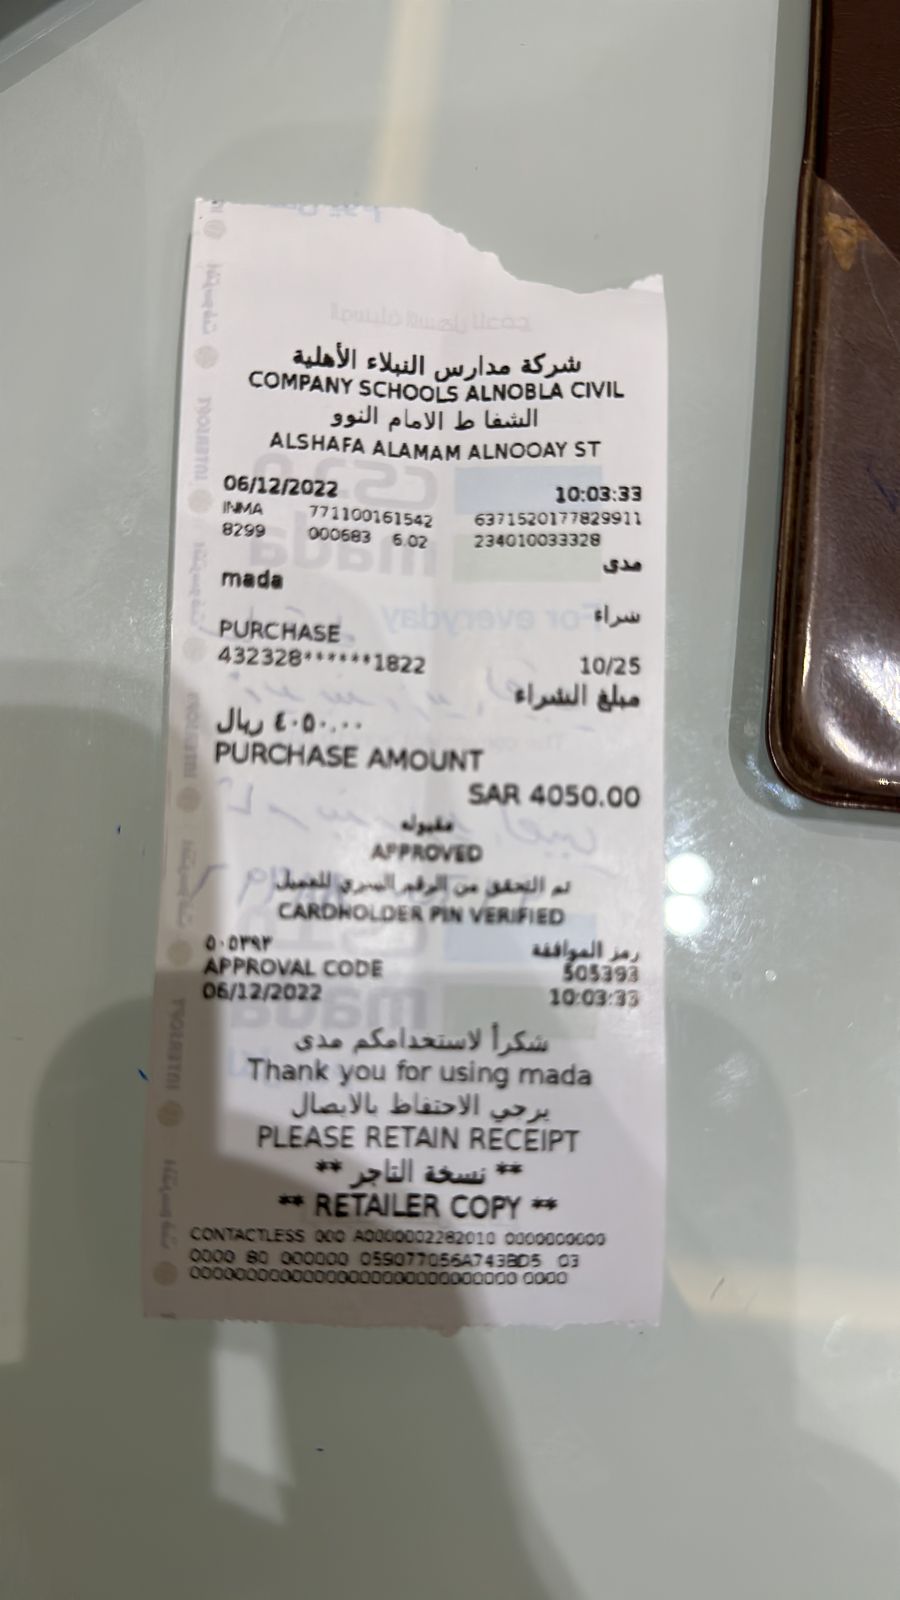 شركة مدارس النبلاء الأهلية
COMPANY SCHOOLS ALNOBLA CIVIL
الشفا ط الامام النوو
ALSHAFA ALAMAM ALNOOAY ST
06/12/2022 10:03:33
INMA 771100161542 6371520177829911
8299 000683 6.02 234010033328
مدى
mada
شراء
PURCHASE
432328******1822 10/25
مبلغ الشراء
٤٠٥٠.٠٠ ريال
PURCHASE AMOUNT
SAR 4050.00
مقبولة
APPROVED
تم التحقق من الرقم السري للعميل
CARDHOLDER PIN VERIFIED
رمز الموافقة ٥٠٥٣٩٣
APPROVAL CODE 505393
06/12/2022 10:03:33
شكرأ لاستخدامكم مدى
Thank you for using mada
يرجي الاحتفاظ بالايصال
PLEASE RETAIN RECEIPT
** نسخة التاجر **
** RETAILER COPY **
CONTACTLESS 000 A0000002282010 0000000000
0000 80 000000 059077056A743BD5 03